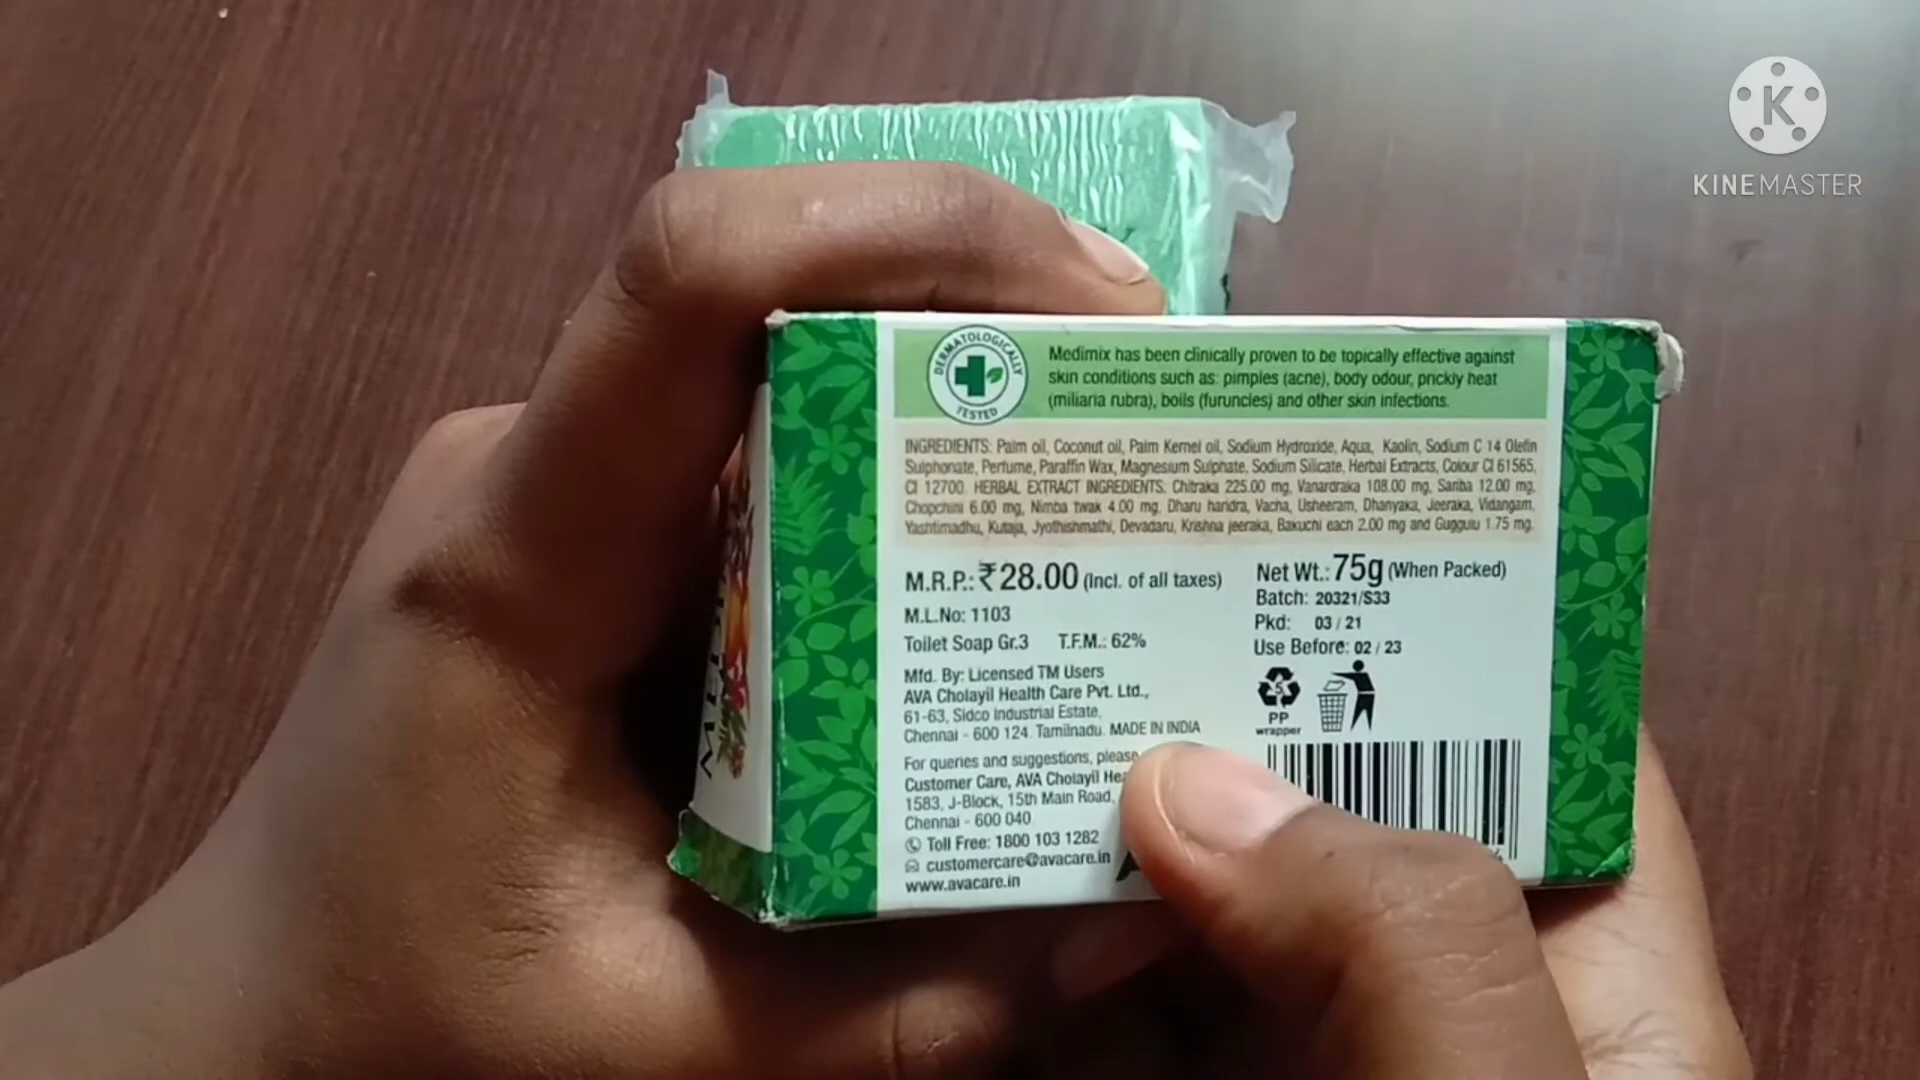 KINEMASTER
DERMATOLOGICALLY
TESTED
Medimix has been clinically proven to be topically effective against
skin conditions such as: pimples (acne), body odour, prickly heat
(miliaria rubra), boils (furuncles) and other skin infections.
INGREDIENTS: Palm oil, Coconut oil, Palm Kernel oil, Sodium Hydroxide, Aqua, Kaolin, Sodium C 14 Olefin
Sulphonate, Perfume, Paraffin Wax, Magnesium Sulphate, Sodium Silicate, Herbal Extracts, Colour CI 61565,
CI 12700. HERBAL EXTRACT INGREDIENTS: Chitraka 225.00 mg, Vanardraka 108.00 mg, Sariba 12.00 mg,
Chopchini 6.00 mg, Nimba twak 4.00 mg, Dharu haridra, Vacha, Usheeram, Dhanyaka, Jeeraka, Vidangam,
Yashtimadhu, Kutaja, Jyothishmathi, Devadaru, Krishna jeeraka, Bakuchi each 2.00 mg and Guggulu 1.75 mg.
M.R.P.: ₹28.00 (Incl. of all taxes)
M.L.No: 1103
Toilet Soap Gr.3 T.F.M.: 62%
Mfd. By: Licensed TM Users
AVA Cholayil Health Care Pvt. Ltd.,
61-63, Sidco Industrial Estate,
Chennai - 600 124. Tamilnadu. MADE IN INDIA
For queries and suggestions, please
Customer Care, AVA Cholayil
1583, J-Block, 15th Main Road,
Chennai - 600 040
Toll Free: 1800 103 1282
customercare@avacare.in
www.avacare.in
Net Wt.: 75g (When Packed)
Batch: 20321/S33
Pkd: 03 / 21
Use Before: 02 / 23
5
PP
wrapper